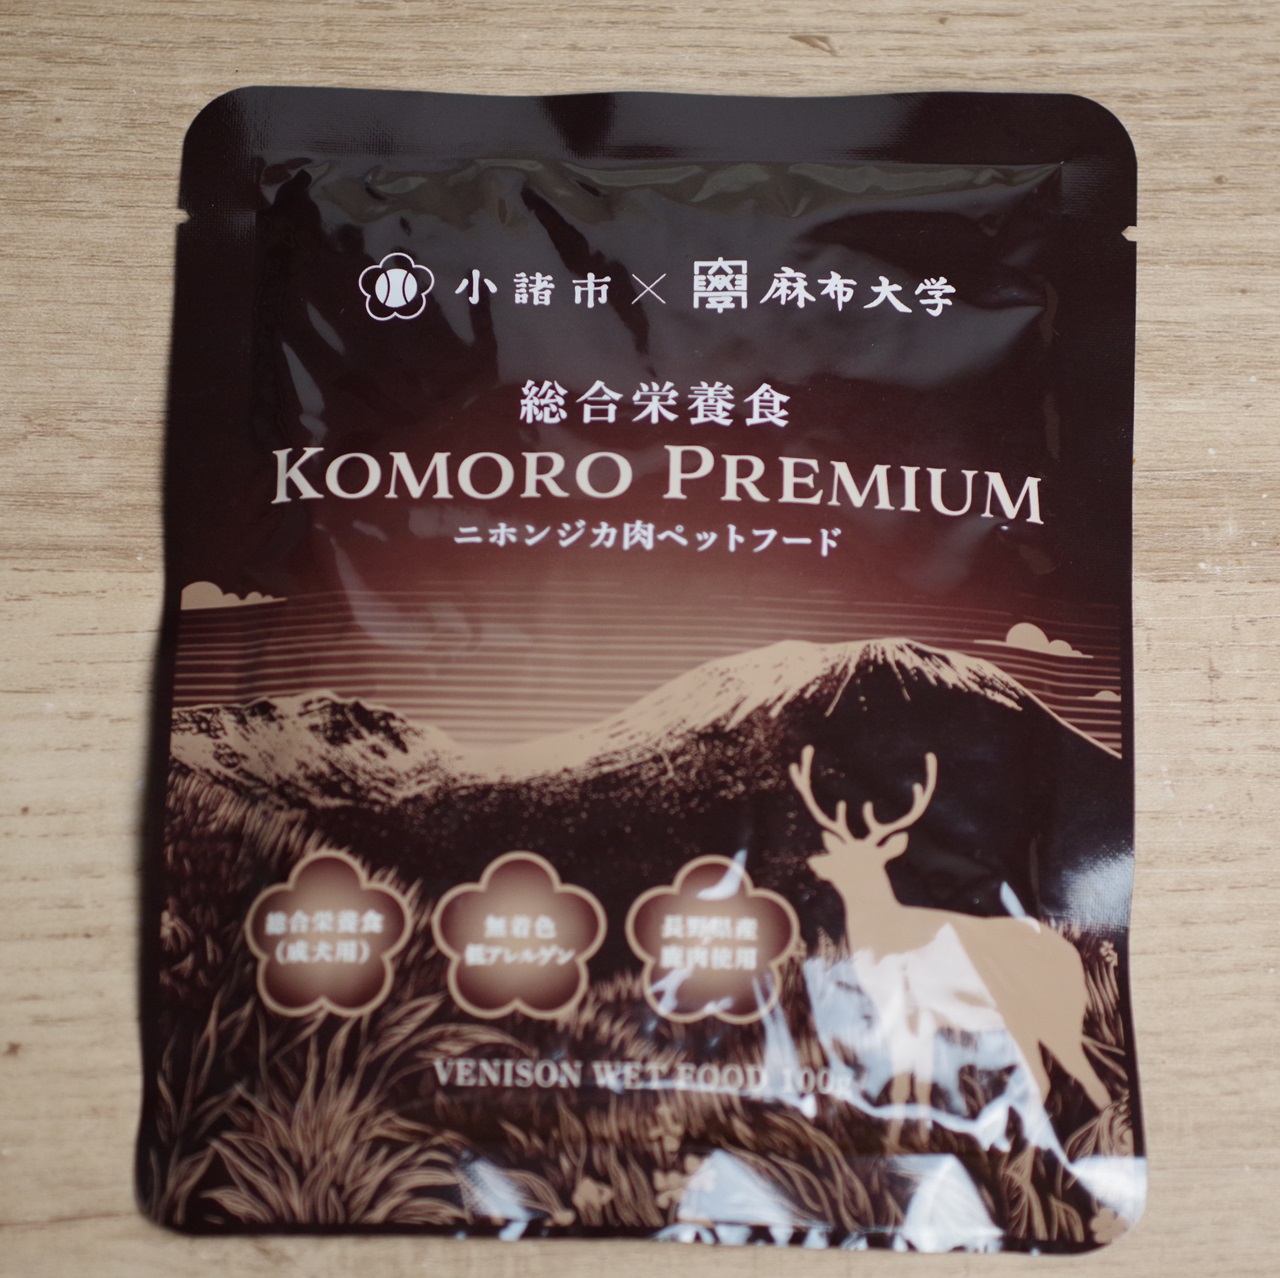 小諸市×麻布大学
総合栄養食
KOMORO PREMIUM
ニホンジカ肉ペットフード
総合栄養食
(成犬用)
無着色
低アレルゲン
長野県産
鹿肉使用
VENISON WET FOOD 100g